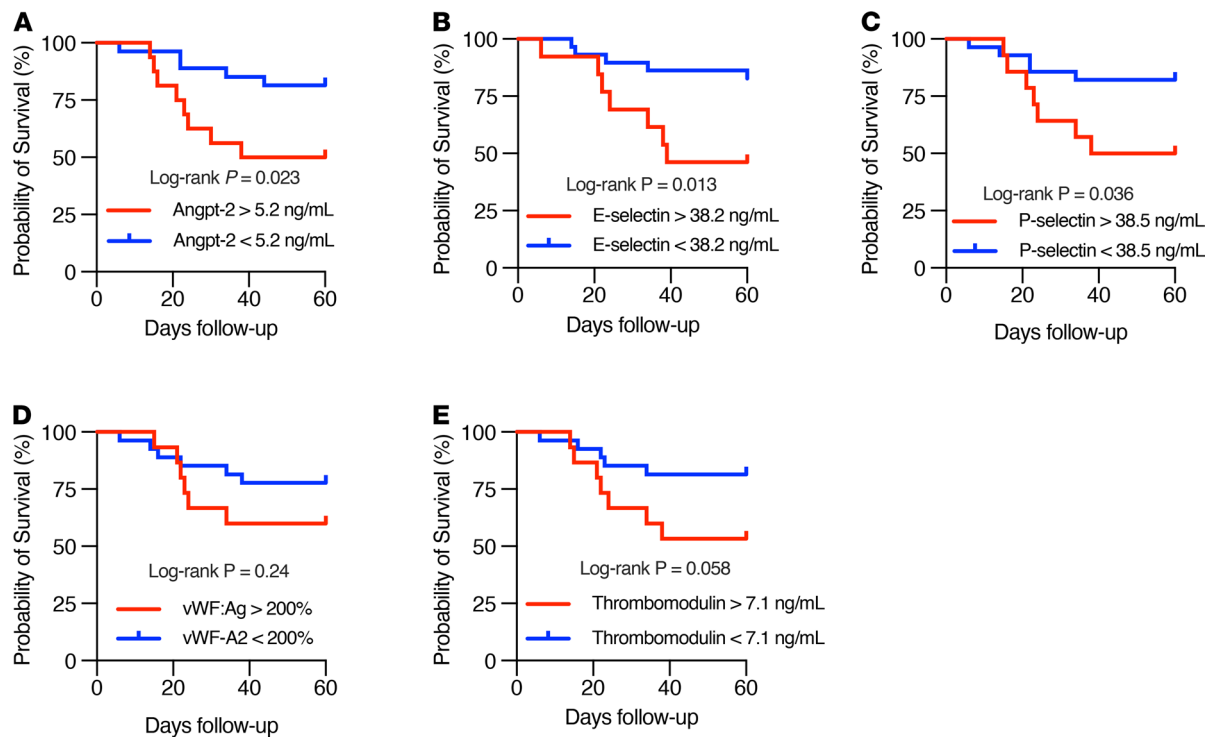 A
Probability of Survival (%)
100
75
50
25
0
Log-rank P = 0.023
Angpt-2 > 5.2 ng/mL
Angpt-2 < 5.2 ng/mL
0 20 40 60
Days follow-up
B
Probability of Survival (%)
100
75
50
25
0
Log-rank P = 0.013
E-selectin > 38.2 ng/mL
E-selectin < 38.2 ng/mL
0 20 40 60
Days follow-up
C
Probability of Survival (%)
100
75
50
25
0
Log-rank P = 0.036
P-selectin > 38.5 ng/mL
P-selectin < 38.5 ng/mL
0 20 40 60
Days follow-up
D
Probability of Survival (%)
100
75
50
25
0
Log-rank P = 0.24
vWF:Ag > 200%
vWF-A2 < 200%
0 20 40 60
Days follow-up
E
Probability of Survival (%)
100
75
50
25
0
Log-rank P = 0.058
Thrombomodulin > 7.1 ng/mL
Thrombomodulin < 7.1 ng/mL
0 20 40 60
Days follow-up